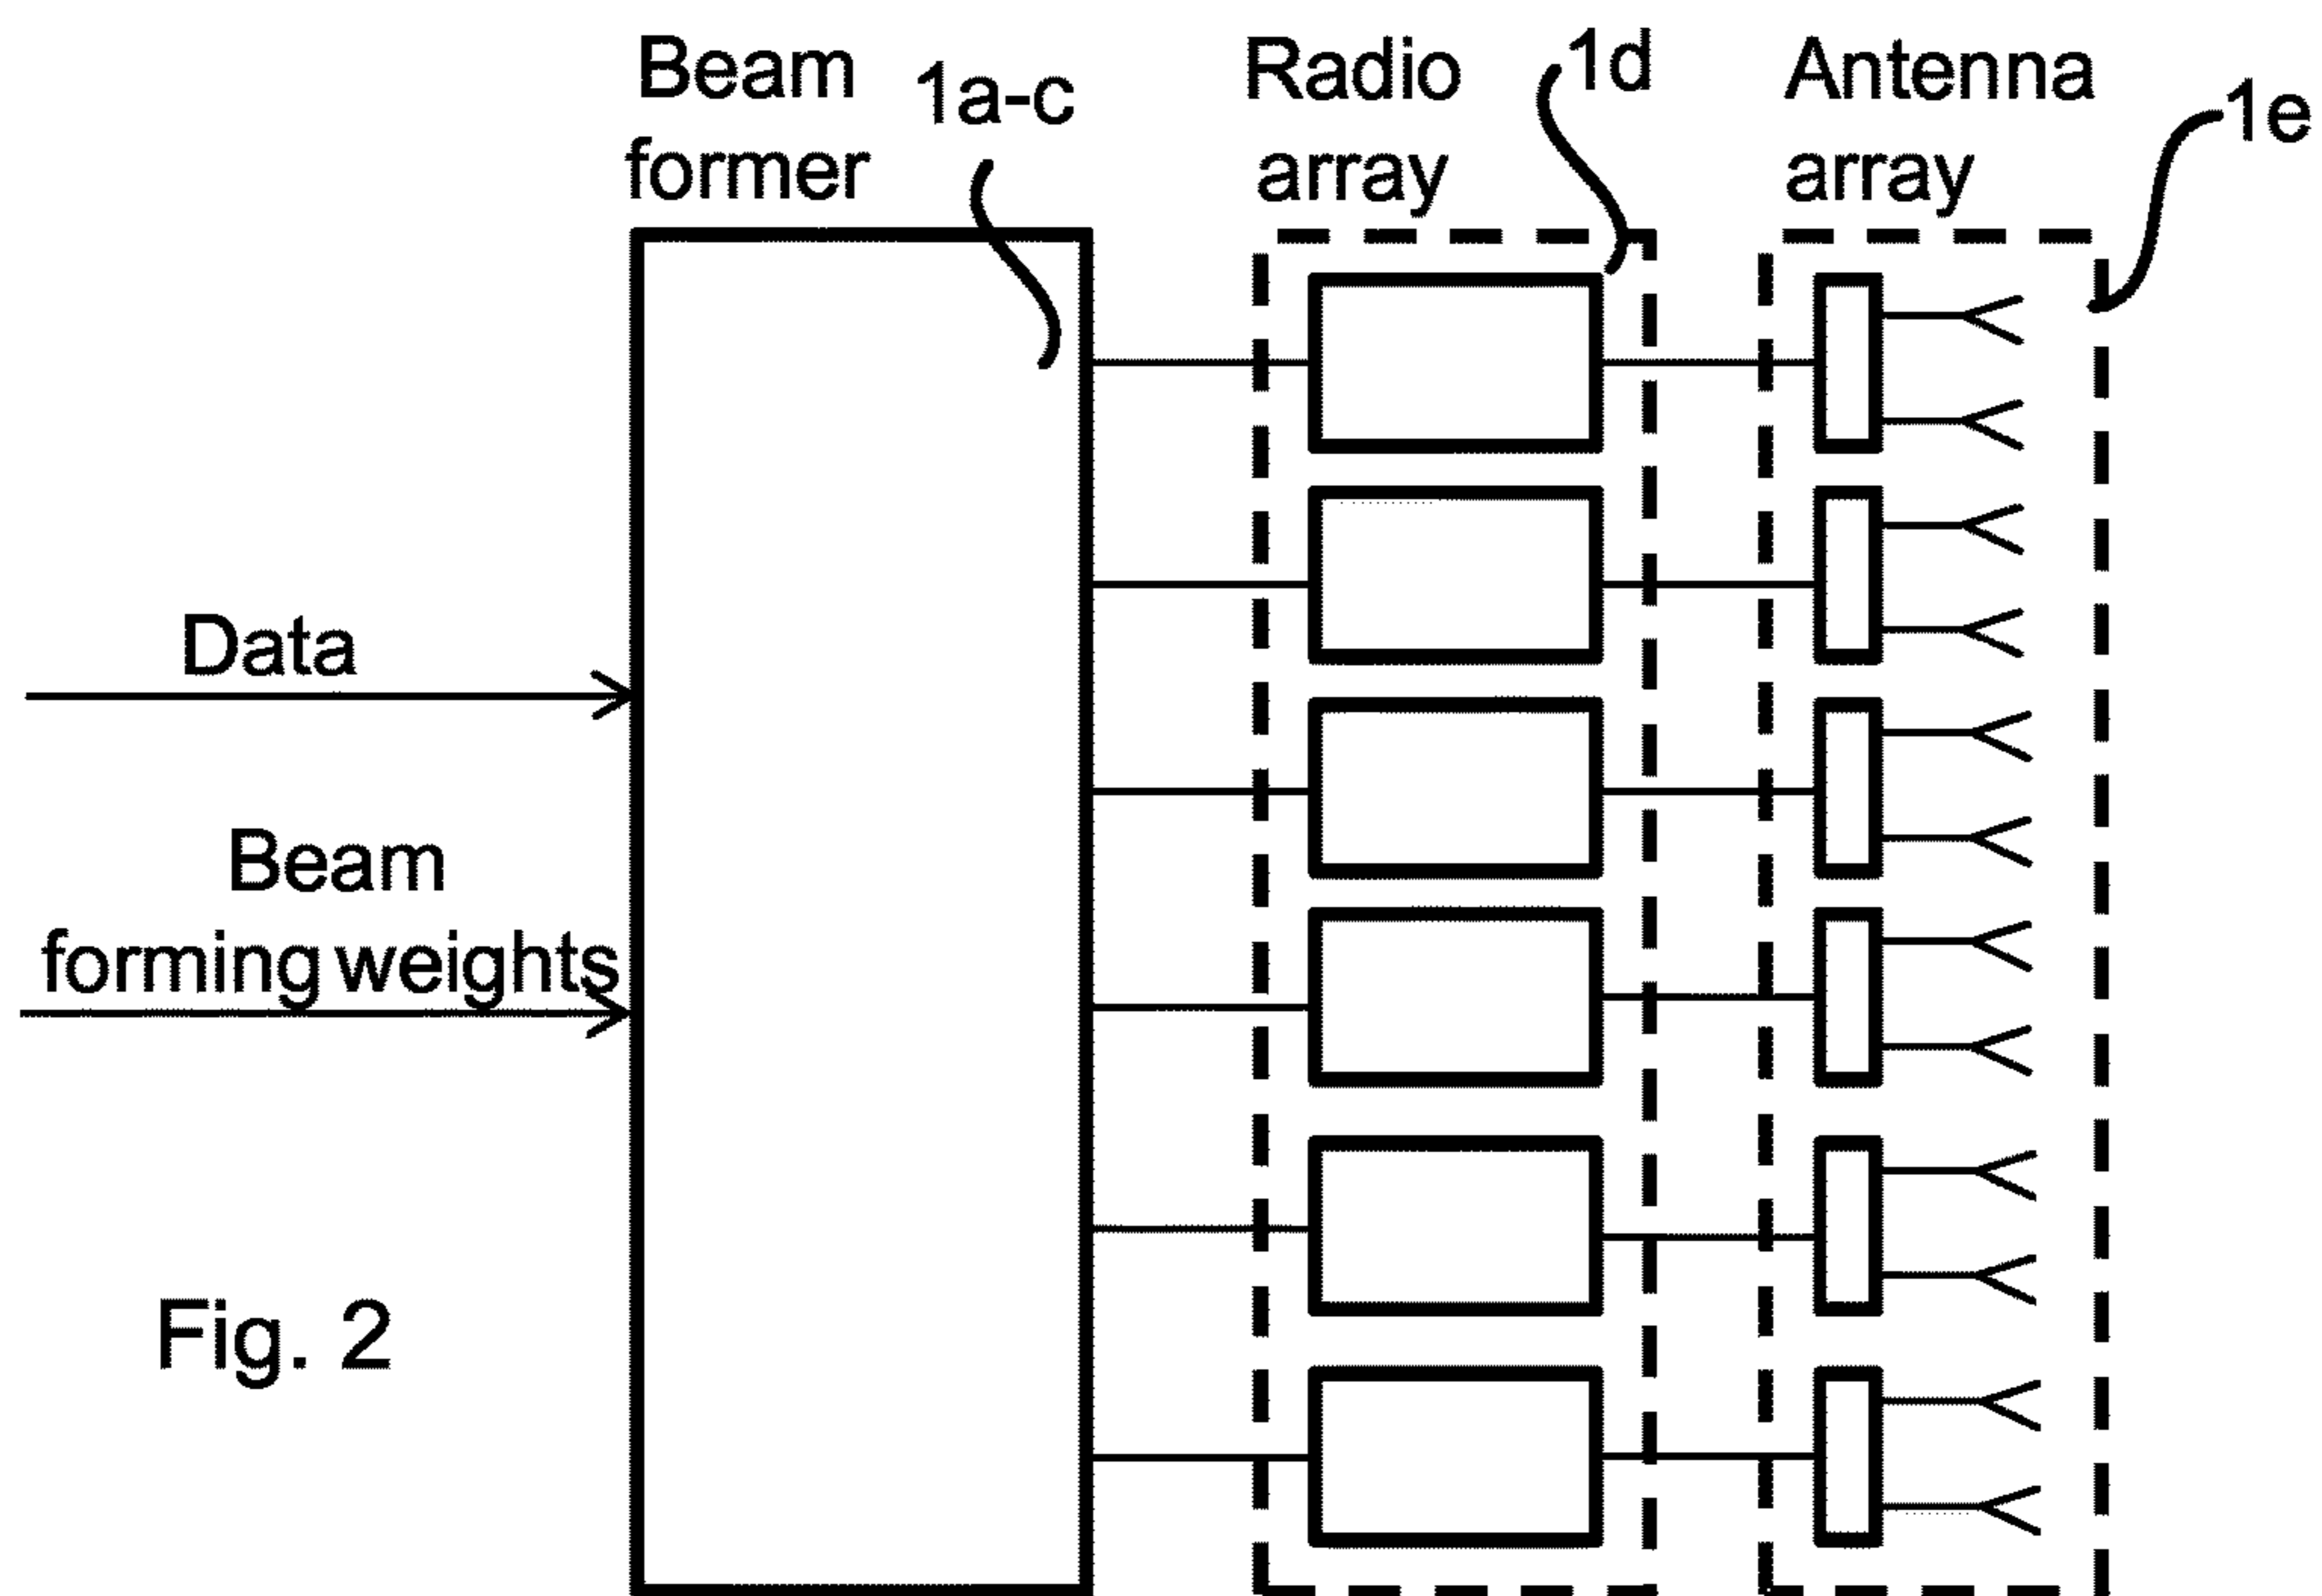 Beam
former
1a-c
Radio
array
1d
Antenna
array
1e
Data
Beam
forming weights
Fig. 2